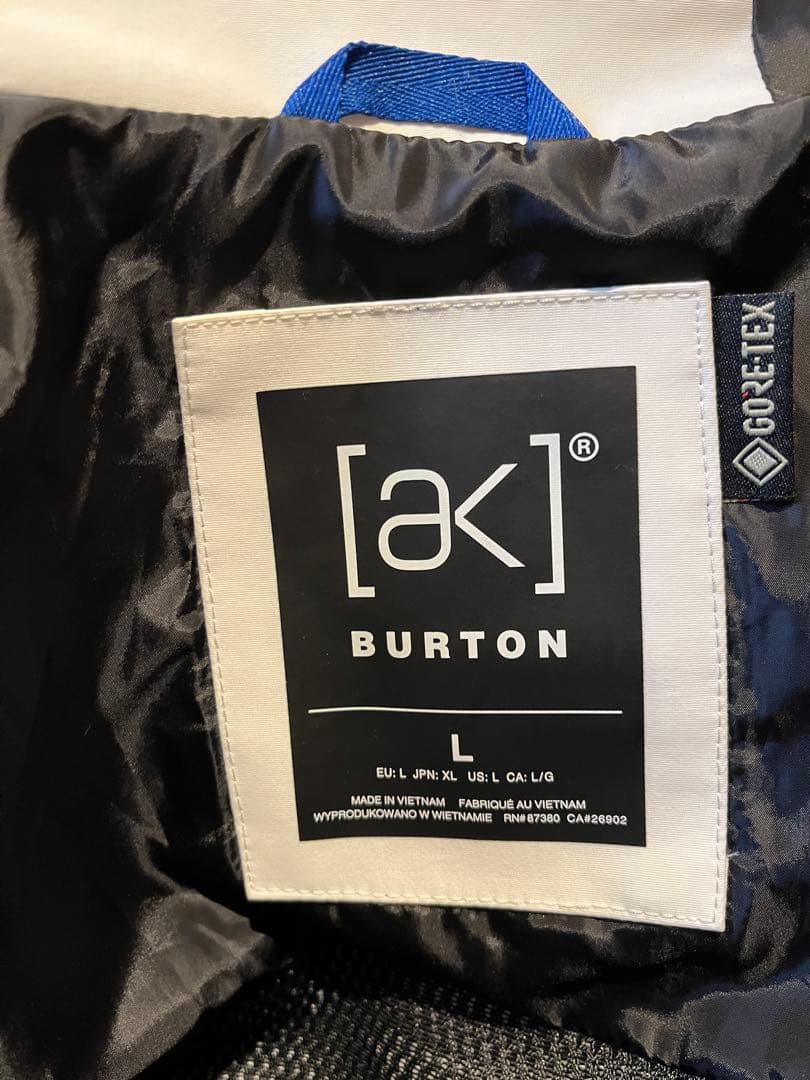 [ak]®
BURTON
L
EU: L JPN: XL US: L CA: L/G
MADE IN VIETNAM FABRIQUÉ AU VIETNAM
WYPRODUKOWANO W WIETNAMIE RN# 87380 CA#26902
GORE-TEX